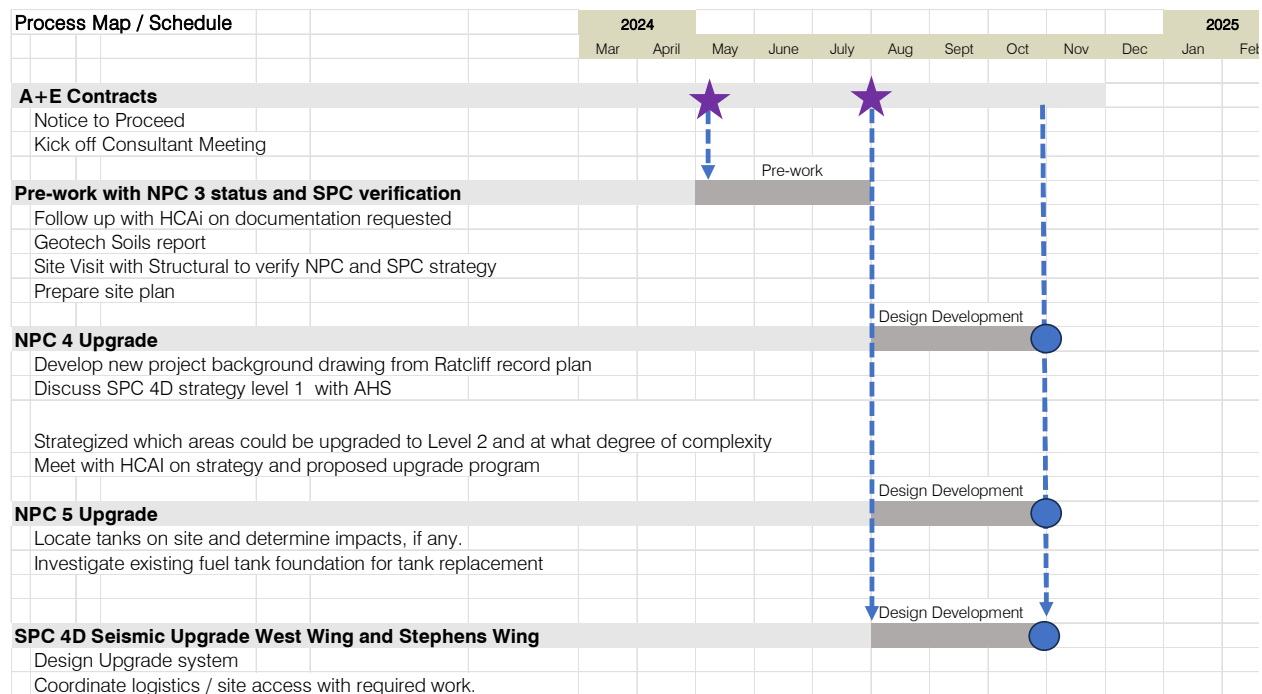 Process Map / Schedule
2024 2025
Mar April May June July Aug Sept Oct Nov Dec Jan Feb
A+E Contracts
Notice to Proceed
Kick off Consultant Meeting
Pre-work
Pre-work with NPC 3 status and SPC verification
Follow up with HCAi on documentation requested
Geotech Soils report
Site Visit with Structural to verify NPC and SPC strategy
Prepare site plan
Design Development
NPC 4 Upgrade
Develop new project background drawing from Ratcliff record plan
Discuss SPC 4D strategy level 1 with AHS
Strategized which areas could be upgraded to Level 2 and at what degree of complexity
Meet with HCAI on strategy and proposed upgrade program
Design Development
NPC 5 Upgrade
Locate tanks on site and determine impacts, if any.
Investigate existing fuel tank foundation for tank replacement
Design Development
SPC 4D Seismic Upgrade West Wing and Stephens Wing
Design Upgrade system
Coordinate logistics / site access with required work.